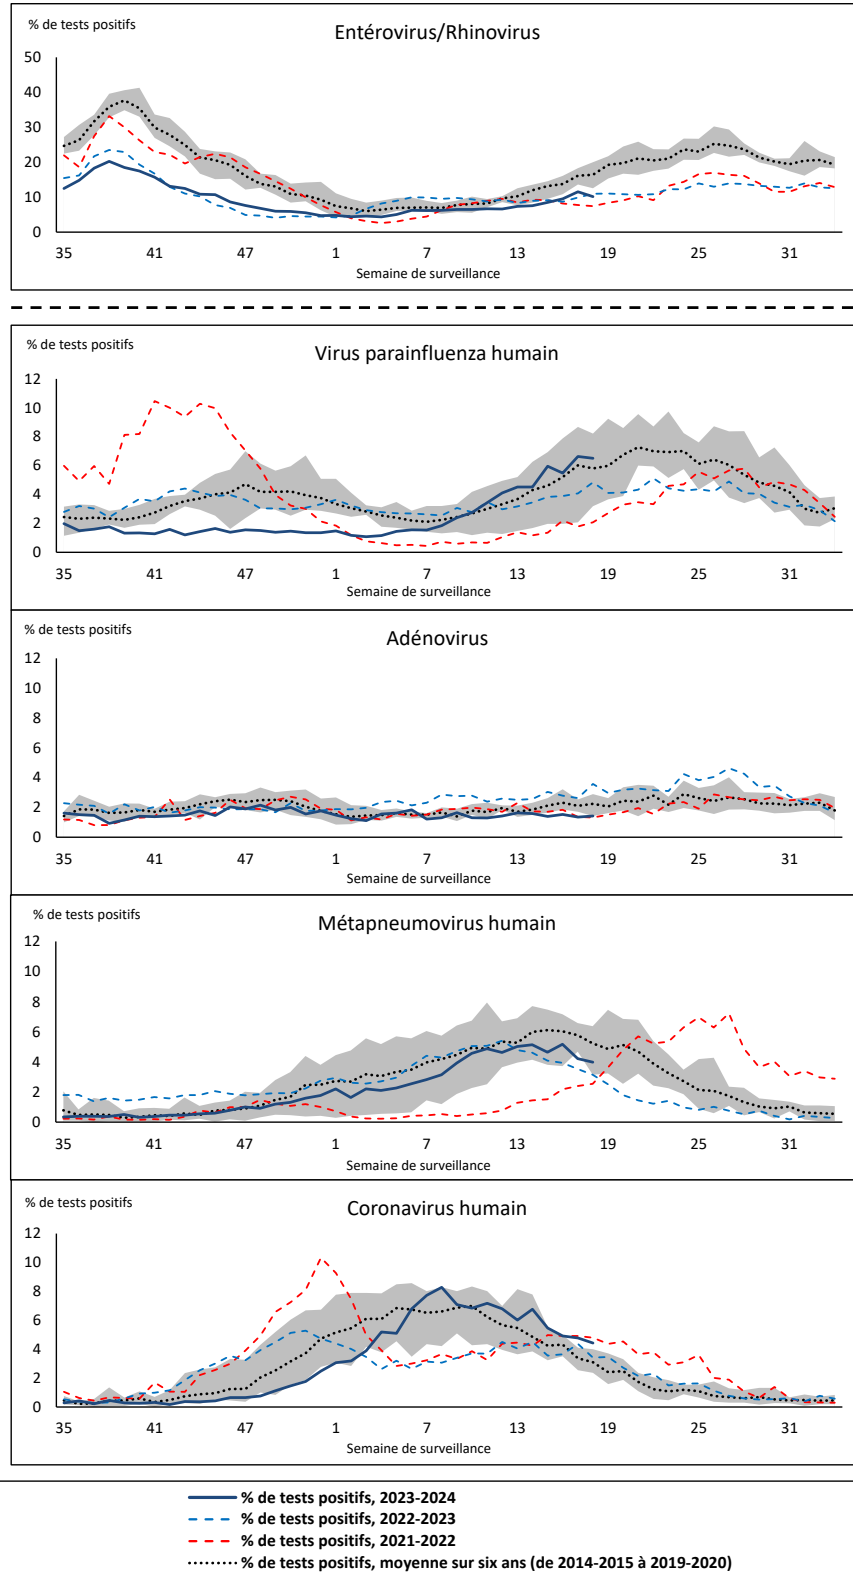 % de tests positifs
Entérovirus/Rhinovirus
50
40
30
20
10
0
35 41 47 1 7 13 19 25 31
Semaine de surveillance
% de tests positifs
Virus parainfluenza humain
12
10
8
6
4
2
0
35 41 47 1 7 13 19 25 31
Semaine de surveillance
% de tests positifs
Adénovirus
12
10
8
6
4
2
0
35 41 47 1 7 13 19 25 31
Semaine de surveillance
% de tests positifs
Métapneumovirus humain
12
10
8
6
4
2
0
35 41 47 1 7 13 19 25 31
Semaine de surveillance
% de tests positifs
Coronavirus humain
12
10
8
6
4
2
0
35 41 47 1 7 13 19 25 31
Semaine de surveillance
% de tests positifs, 2023-2024
% de tests positifs, 2022-2023
% de tests positifs, 2021-2022
% de tests positifs, moyenne sur six ans (de 2014-2015 à 2019-2020)